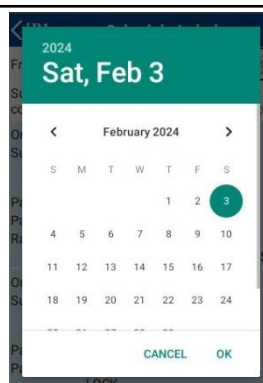 2024
Sat, Feb 3
February 2024
S M T W T F S
1 2 3
4 5 6 7 8 9 10
11 12 13 14 15 16 17
18 19 20 21 22 23 24
CANCEL OK